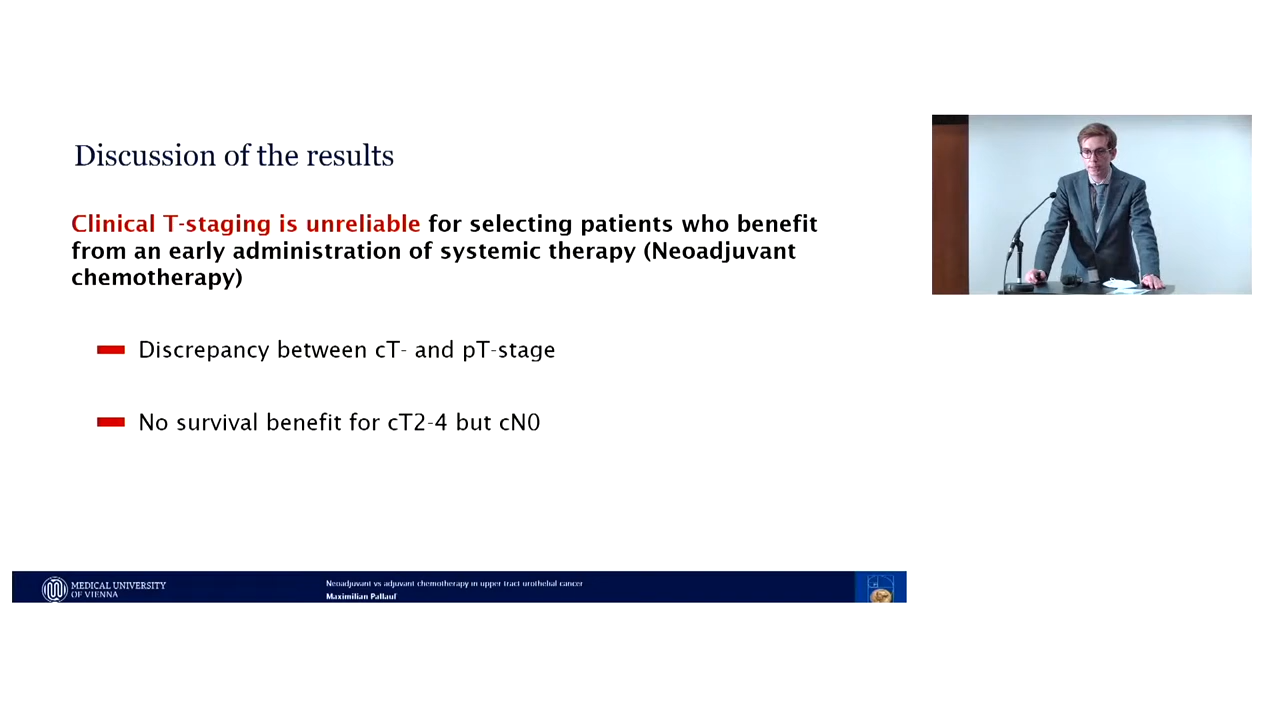 Discussion of the results
Clinical T-staging is unreliable for selecting patients who benefit
from an early administration of systemic therapy (Neoadjuvant
chemotherapy)
Discrepancy between cT- and pT-stage
No survival benefit for cT2-4 but cN0
MEDICAL UNIVERSITY
OF VIENNA
Neoadjuvant vs adjuvant chemotherapy in upper tract urothelial cancer
Maximilian Pallauf